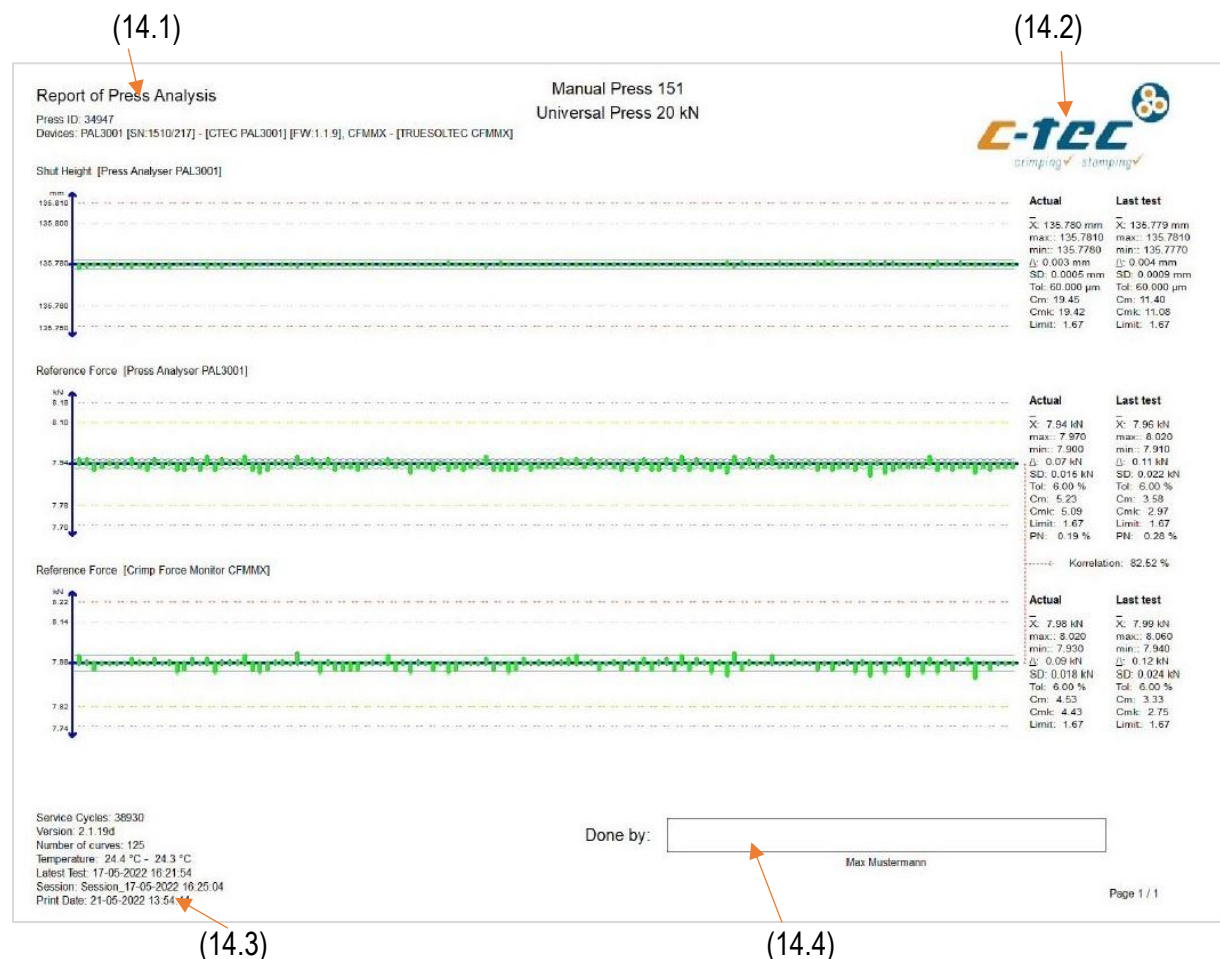 (14.1)
(14.2)
Report of Press Analysis
Manual Press 151
Universal Press 20 kN
Press ID: 34947
Devices: PAL3001 [SN:1510/217] - [CTEC PAL3001] [FW:1.1.9], CFMMX - [TRUESOLTEC CFMMX]
c-tec
crimping✓ stamping✓
Shut Height [Press Analyser PAL3001]
mm
135.810
135.800
135.780
135.760
135.750
Actual Last test
X: 135.780 mm X: 135.779 mm
max:: 135.7810 max:: 135.7810
min:: 135.7780 min:: 135.7770
0.003 mm 0.004 mm
SD: 0.0005 mm SD: 0.0009 mm
Tol: 60.000 µm Tol: 60.000 µm
Cm: 19.45 Cm: 11.40
Cmk: 19.42 Cmk: 11.08
Limit: 1.67 Limit: 1.67
Reference Force [Press Analyser PAL3001]
kN
8.18
8.10
7.94
7.78
7.70
Actual Last test
X: 7.94 kN X: 7.96 kN
max:: 7.970 max:: 8.020
min:: 7.900 min:: 7.910
0.07 kN 0.11 kN
SD: 0.015 kN SD: 0.022 kN
Tol: 6.00 % Tol: 6.00 %
Cm: 5.23 Cm: 3.58
Cmk: 5.09 Cmk: 2.97
Limit: 1.67 Limit: 1.67
PN: 0.19 % PN: 0.28 %
Korrelation: 82.52 %
Reference Force [Crimp Force Monitor CFMMX]
kN
8.22
8.14
7.98
7.82
7.74
Actual Last test
X: 7.98 kN X: 7.99 kN
max:: 8.020 max:: 8.060
min:: 7.930 min:: 7.940
0.09 kN 0.12 kN
SD: 0.018 kN SD: 0.024 kN
Tol: 6.00 % Tol: 6.00 %
Cm: 4.53 Cm: 3.33
Cmk: 4.43 Cmk: 2.75
Limit: 1.67 Limit: 1.67
Service Cycles: 38930
Version: 2.1.19d
Number of curves: 125
Temperature: 24.4 °C - 24.3 °C
Latest Test: 17-05-2022 16:21:54
Session: Session_17-05-2022 16:25:04
Print Date: 21-05-2022
Done by:
Max Mustermann
Page 1 / 1
(14.3)
(14.4)